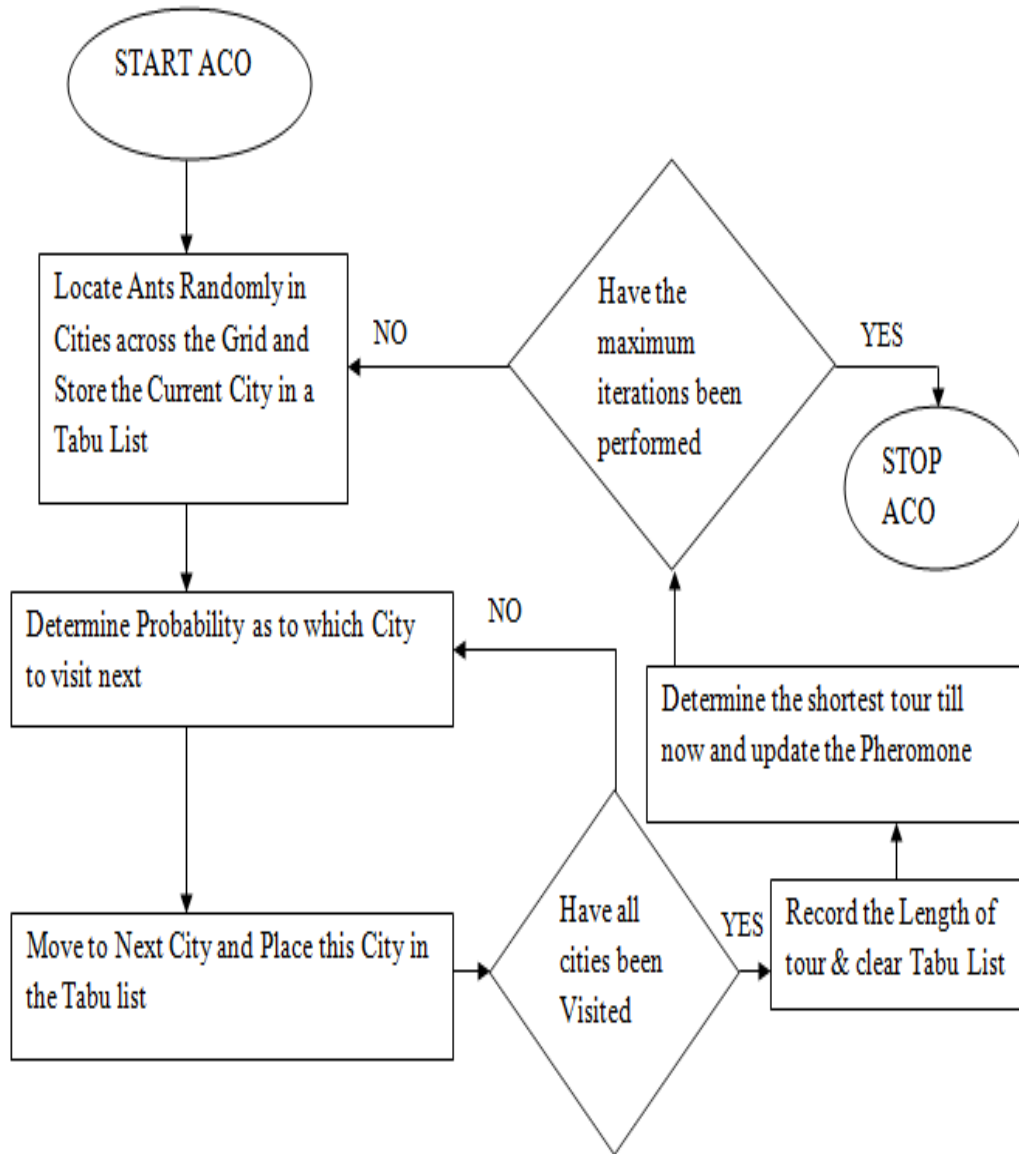 START ACO
Locate Ants Randomly in
Cities across the Grid and
Store the Current City in a
Tabu List
NO
Have the
maximum
iterations been
performed
YES
STOP
ACO
Determine Probability as to which City
to visit next
NO
Determine the shortest tour till
now and update the Pheromone
Move to Next City and Place this City in
the Tabu list
Have all
cities been
Visited
YES
Record the Length of
tour & clear Tabu List